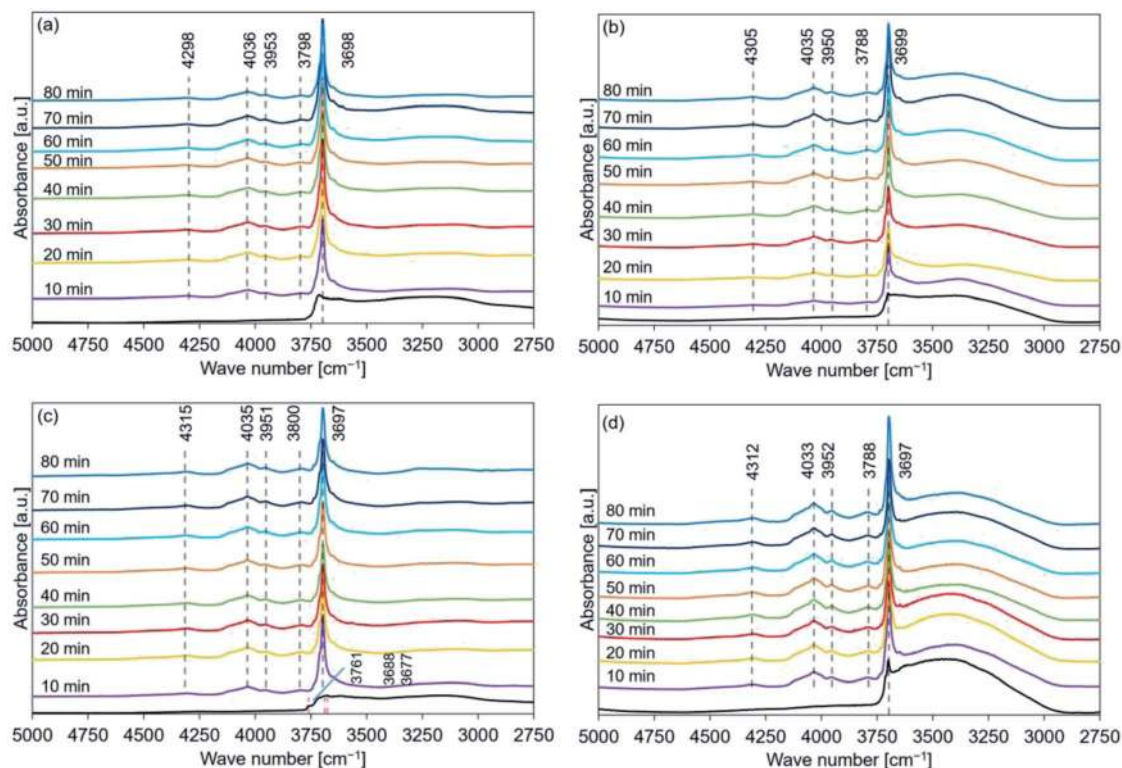 (a)
4298
4036
3953
3798
3698
80 min
70 min
60 min
50 min
40 min
30 min
20 min
10 min
Absorbance [a.u.]
5000 4750 4250 4000 3750 3500 3250 3000 2750
Wave number [cm⁻¹]
(b)
4305
4035
3950
3788
3699
80 min
70 min
60 min
50 min
40 min
30 min
20 min
10 min
Absorbance [a.u.]
5000 4750 4250 4000 3750 3500 3250 3000 2750
Wave number [cm⁻¹]
(c)
4315
4035
3951
3800
3697
80 min
70 min
60 min
50 min
40 min
30 min
20 min
10 min
3761
3688
3677
Absorbance [a.u.]
5000 4750 4250 4000 3750 3500 3250 3000 2750
Wave number [cm⁻¹]
(d)
4312
4033
3952
3788
3697
80 min
70 min
60 min
50 min
40 min
30 min
20 min
10 min
Absorbance [a.u.]
5000 4750 4250 4000 3750 3500 3250 3000 2750
Wave number [cm⁻¹]